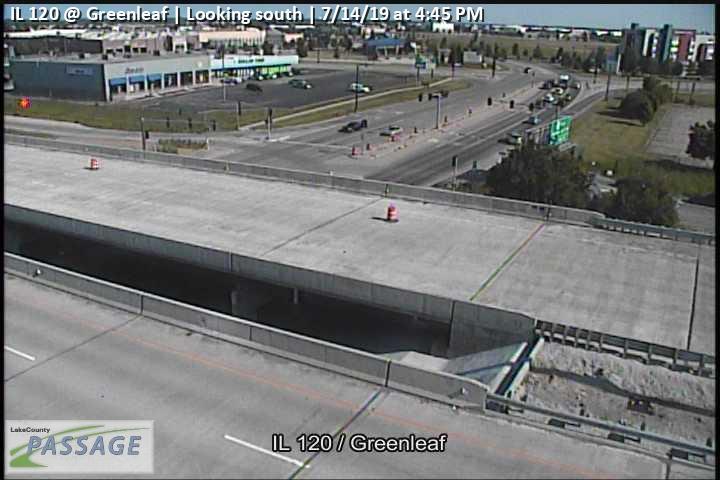 IL 120 @ Greenleaf | Looking south | 7/14/19 at 4:45 PM
IL 120 / Greenleaf
LakeCounty
PASSAGE